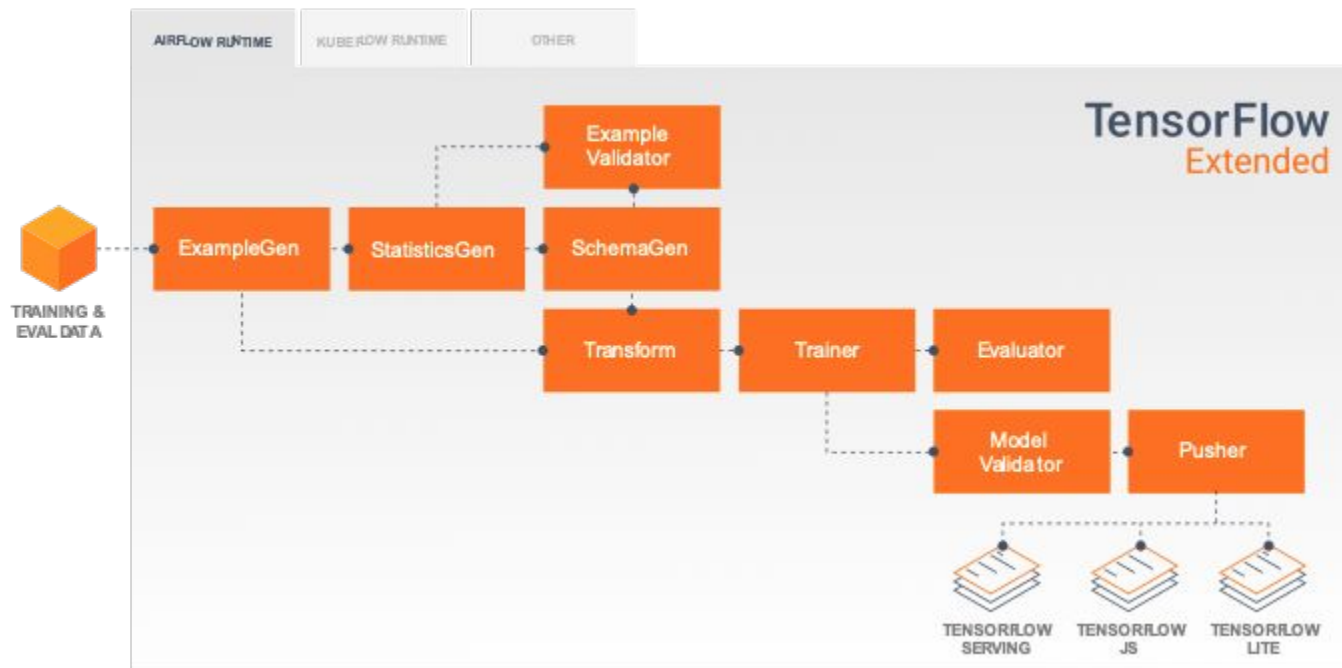 AIRFLOW RUNTIME
KUBEFLOW RUNTIME
OTHER
TensorFlow
Extended
Example
Validator
ExampleGen
StatisticsGen
SchemaGen
TRAINING &
EVAL DATA
Transform
Trainer
Evaluator
Model
Validator
Pusher
TENSORFLOW
SERVING
TENSORFLOW
JS
TENSORFLOW
LITE